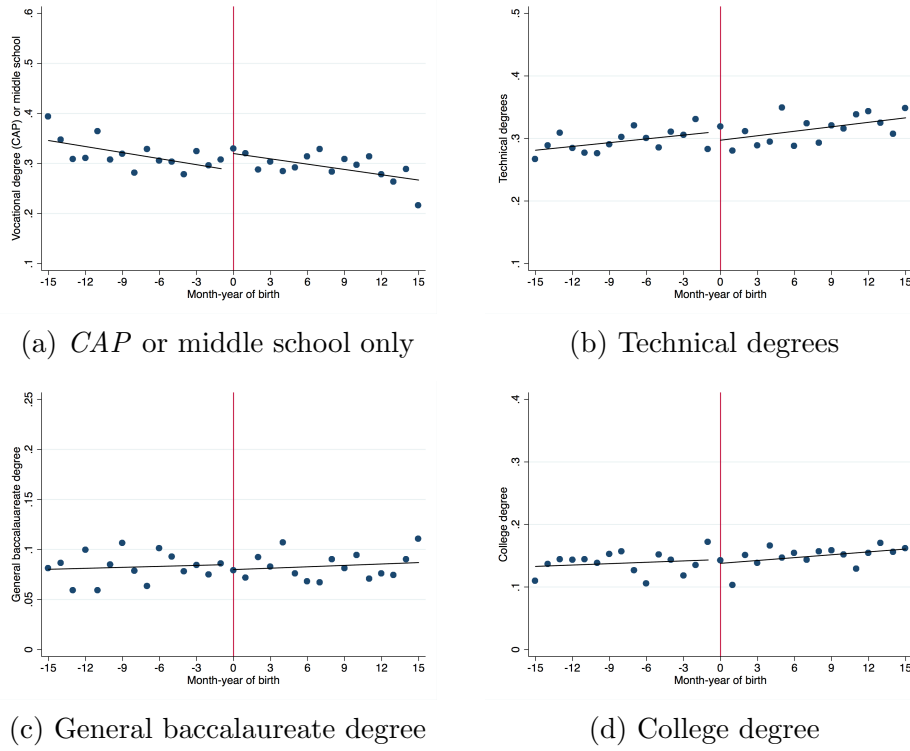 Vocational degree (CAP) or middle school
.6
.5
.4
.3
.2
.1
-15 -12 -9 -6 -3 0 3 6 9 12 15
Month-year of birth
(a) CAP or middle school only
Technical degrees
.5
.4
.3
.2
.1
-15 -12 -9 -6 -3 0 3 6 9 12 15
Month-year of birth
(b) Technical degrees
General baccalauareate degree
.25
.2
.15
.1
.05
0
-15 -12 -9 -6 -3 0 3 6 9 12 15
Month-year of birth
(c) General baccalaureate degree
College degree
.4
.3
.2
.1
0
-15 -12 -9 -6 -3 0 3 6 9 12 15
Month-year of birth
(d) College degree